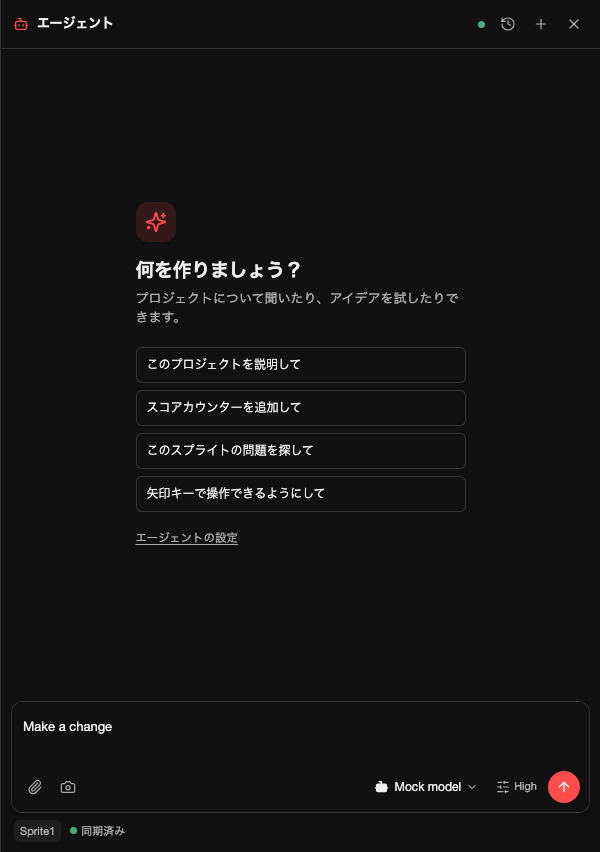 エージェント
何を作りましょう？
プロジェクトについて聞いたり、アイデアを試したりで
きます。
このプロジェクトを説明して
スコアカウンターを追加して
このスプライトの問題を探して
矢印キーで操作できるようにして
エージェントの設定
Make a change
Mock model
High
Sprite1
同期済み